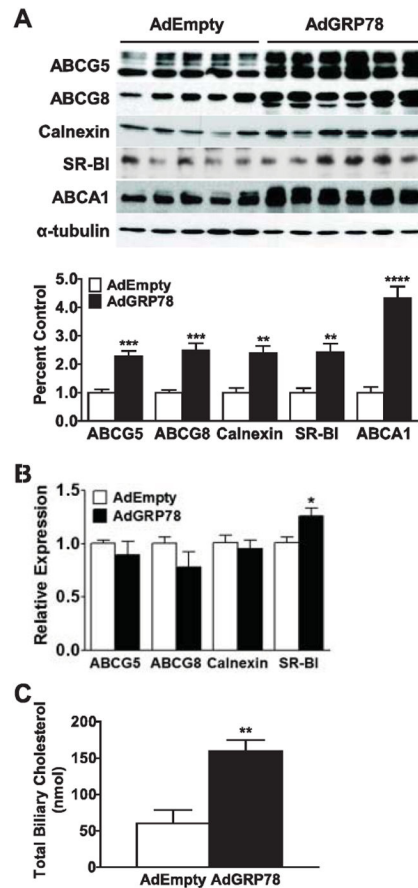 A
AdEmpty AdGRP78
ABCG5
ABCG8
Calnexin
SR-BI
ABCA1
α-tubulin
AdEmpty
AdGRP78
Percent Control
5.0
4.0
3.0
2.0
1.0
0.0
*** *** ** ** ****
ABCG5 ABCG8 Calnexin SR-BI ABCA1
B
AdEmpty
AdGRP78
Relative Expression
1.5
1.0
0.5
0.0
*
ABCG5 ABCG8 Calnexin SR-BI
C
Total Biliary Cholesterol
(nmol)
200
150
100
50
0
**
AdEmpty AdGRP78